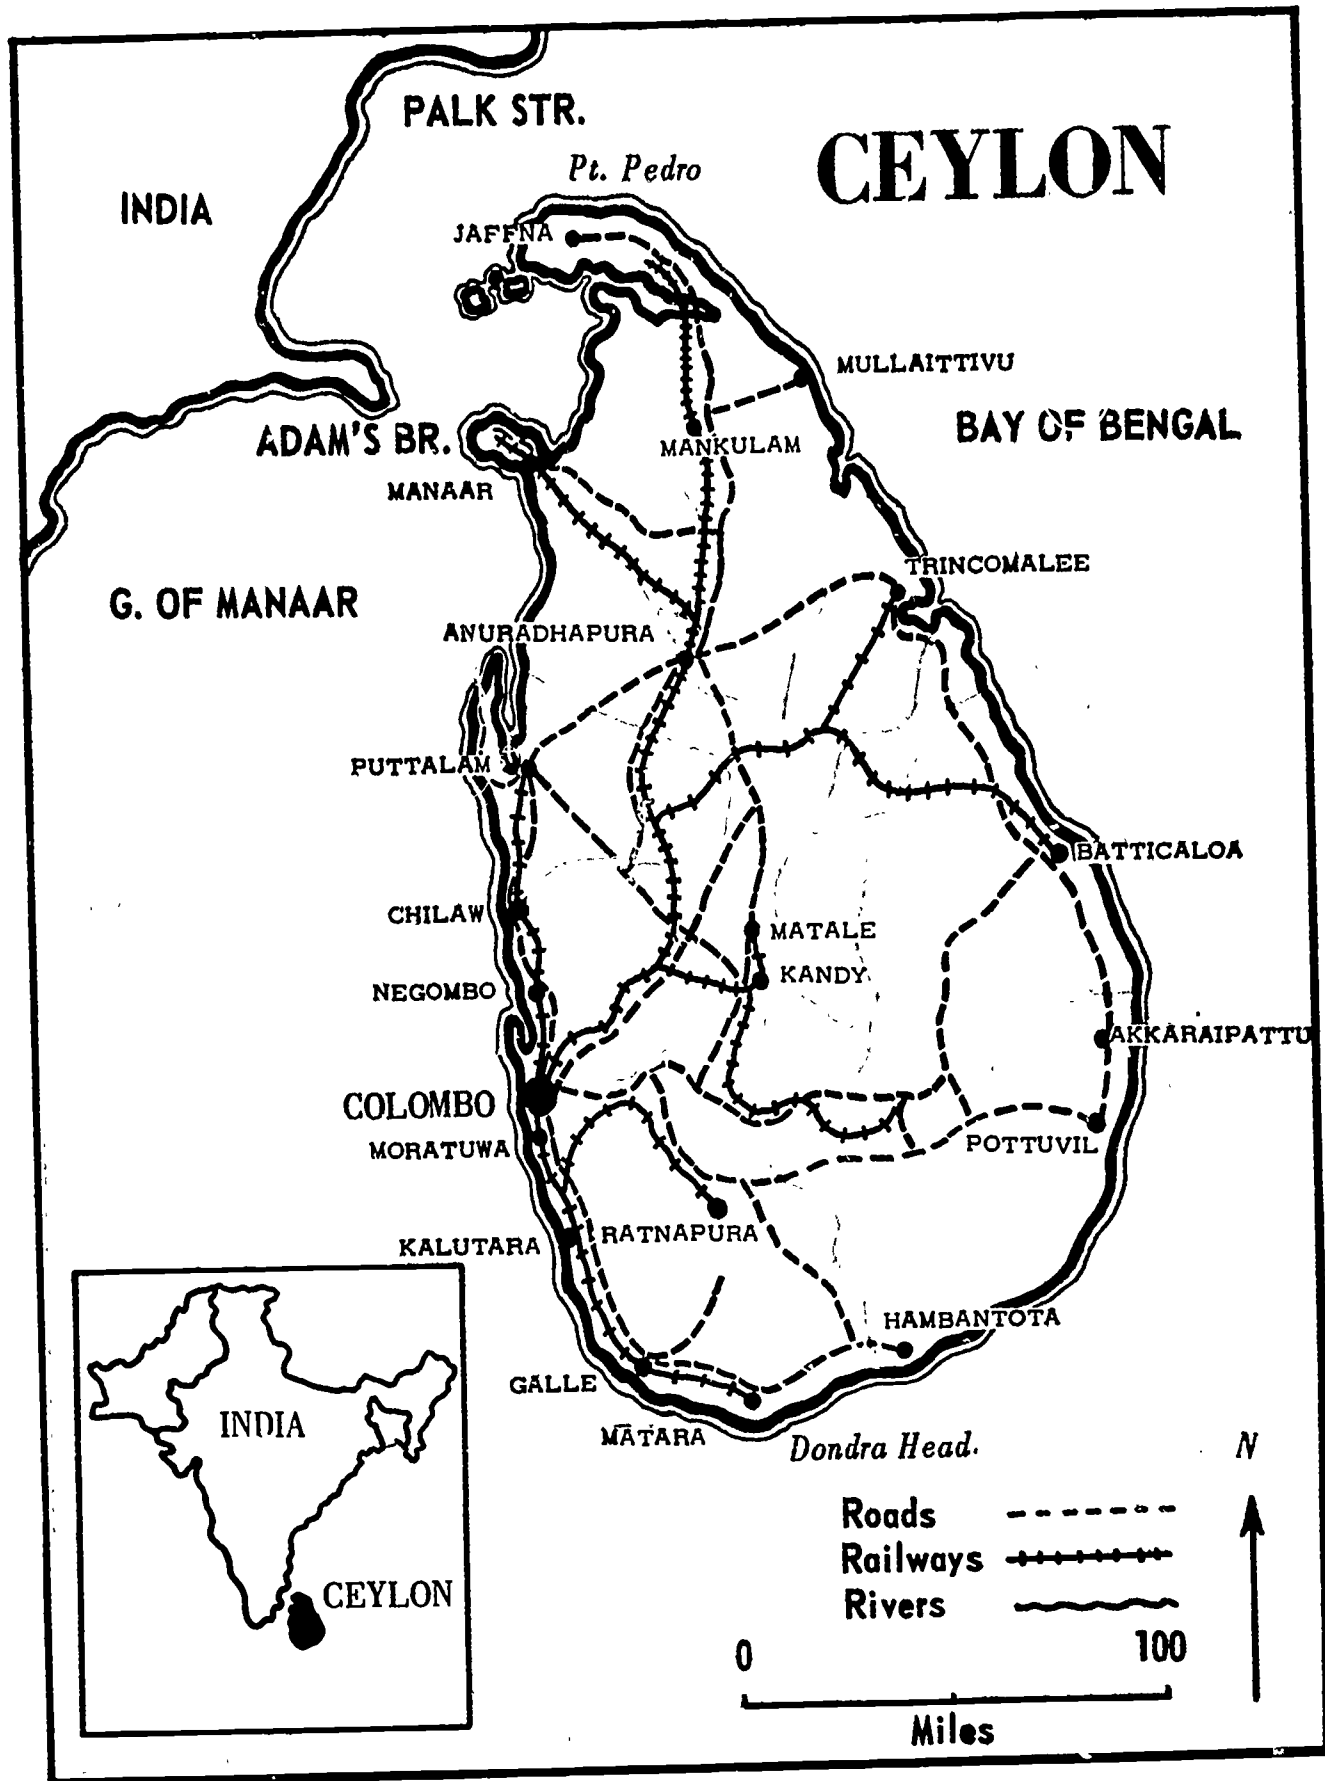 PALK STR.
CEYLON
Pt. Pedro
INDIA
JAFFNA
MULLAITTIVU
BAY OF BENGAL
ADAM'S BR.
MANKULAM
MANAAR
TRINCOMALEE
G. OF MANAAR
ANURADHAPURA
PUTTALAM
BATTICALOA
CHILAW
MATALE
KANDY
NEGOMBO
AKKARAIPATTU
COLOMBO
MORATUWA
POTTUVIL
RATNAPURA
KALUTARA
HAMBANTOTA
GALLE
MATARA
Dondra Head.
N
INDIA
CEYLON
Roads
Railways
Rivers
0 100
Miles